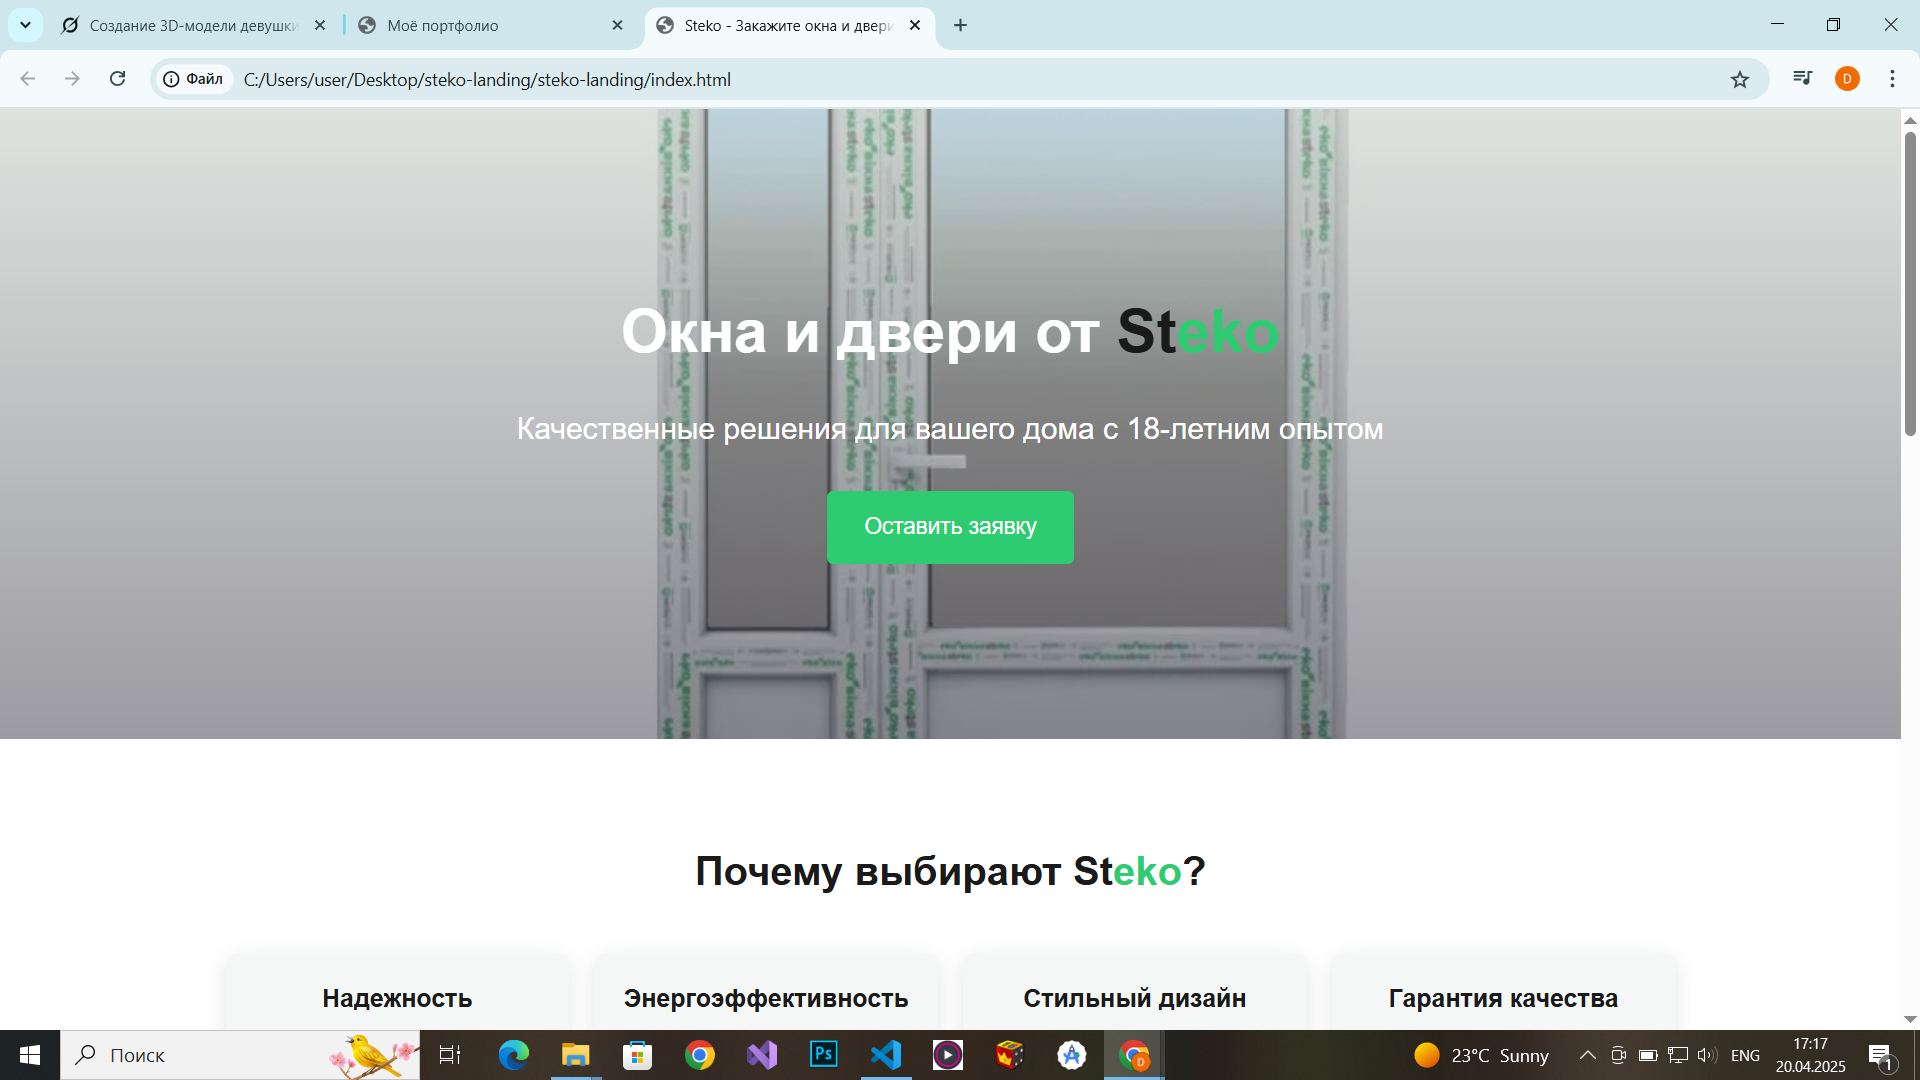 Создание 3D-модели девушки
Моё портфолио
Steko - Закажите окна и двери
Файл
C:/Users/user/Desktop/steko-landing/steko-landing/index.html
D
Окна и двери от Steko
Качественные решения для вашего дома с 18-летним опытом
Оставить заявку
Почему выбирают Steko?
Надежность
Энергоэффективность
Стильный дизайн
Гарантия качества
Поиск
Ps
D
23°C Sunny
ENG
17:17
20.04.2025
1